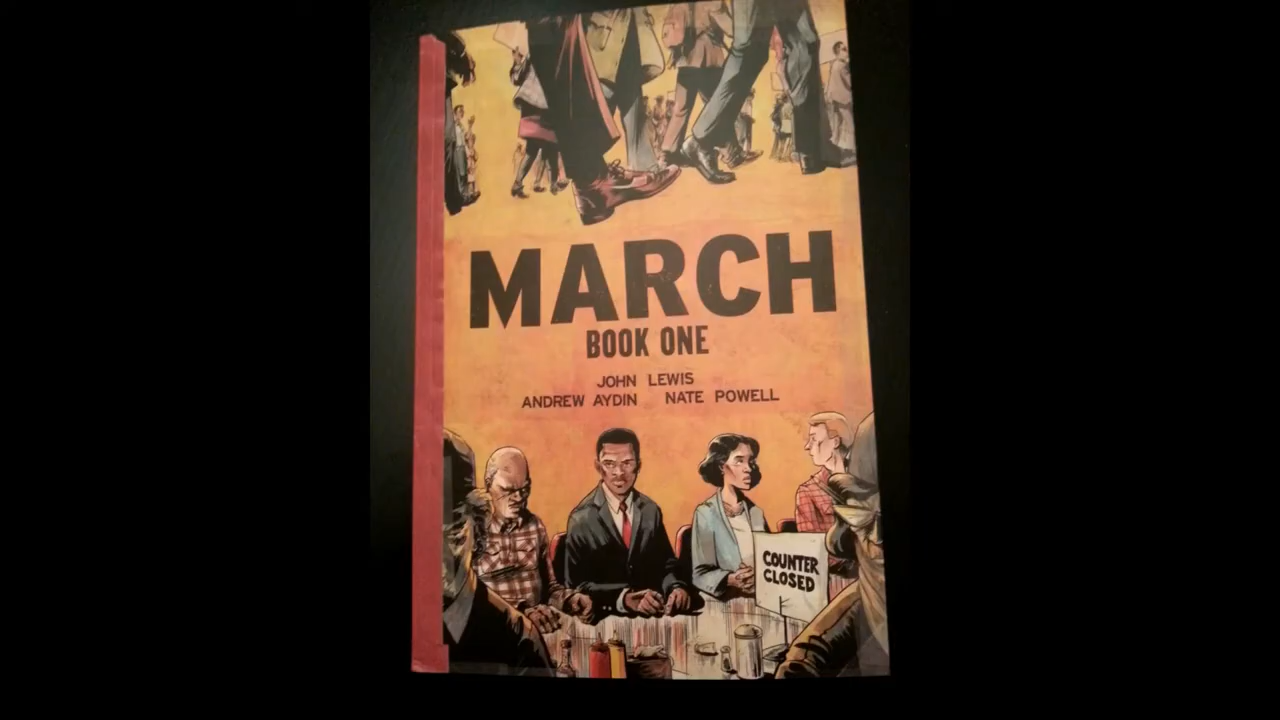 MARCH
BOOK ONE
JOHN LEWIS
ANDREW AYDIN NATE POWELL
COUNTER
CLOSED